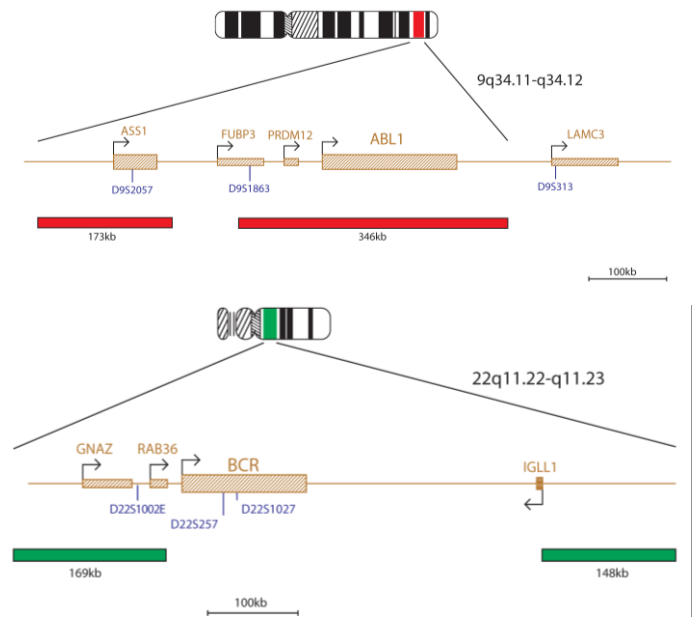 9q34.11-q34.12
ASS1 FUBP3 PRDM12 ABL1 LAMC3
D9S2057 D9S1863 D9S313
173kb 346kb
100kb
22q11.22-q11.23
GNAZ RAB36 BCR IGLL1
D22S1002E D22S1027
D22S257
169kb 148kb
100kb